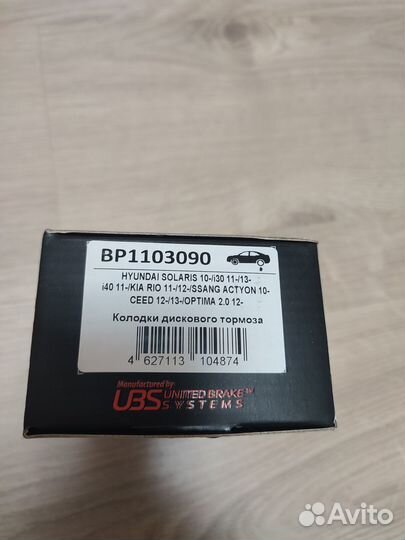 BP1103090
HYUNDAI SOLARIS 10-/i30 11-/13-
i40 11-/KIA RIO 11-/12-/SSANG ACTYON 10-
CEED 12-/13-/OPTIMA 2.0 12-
Колодки дискового тормоза
4 627113 104874
Manufactured by
UBS UNITED BRAKE
SYSTEMS
Avito